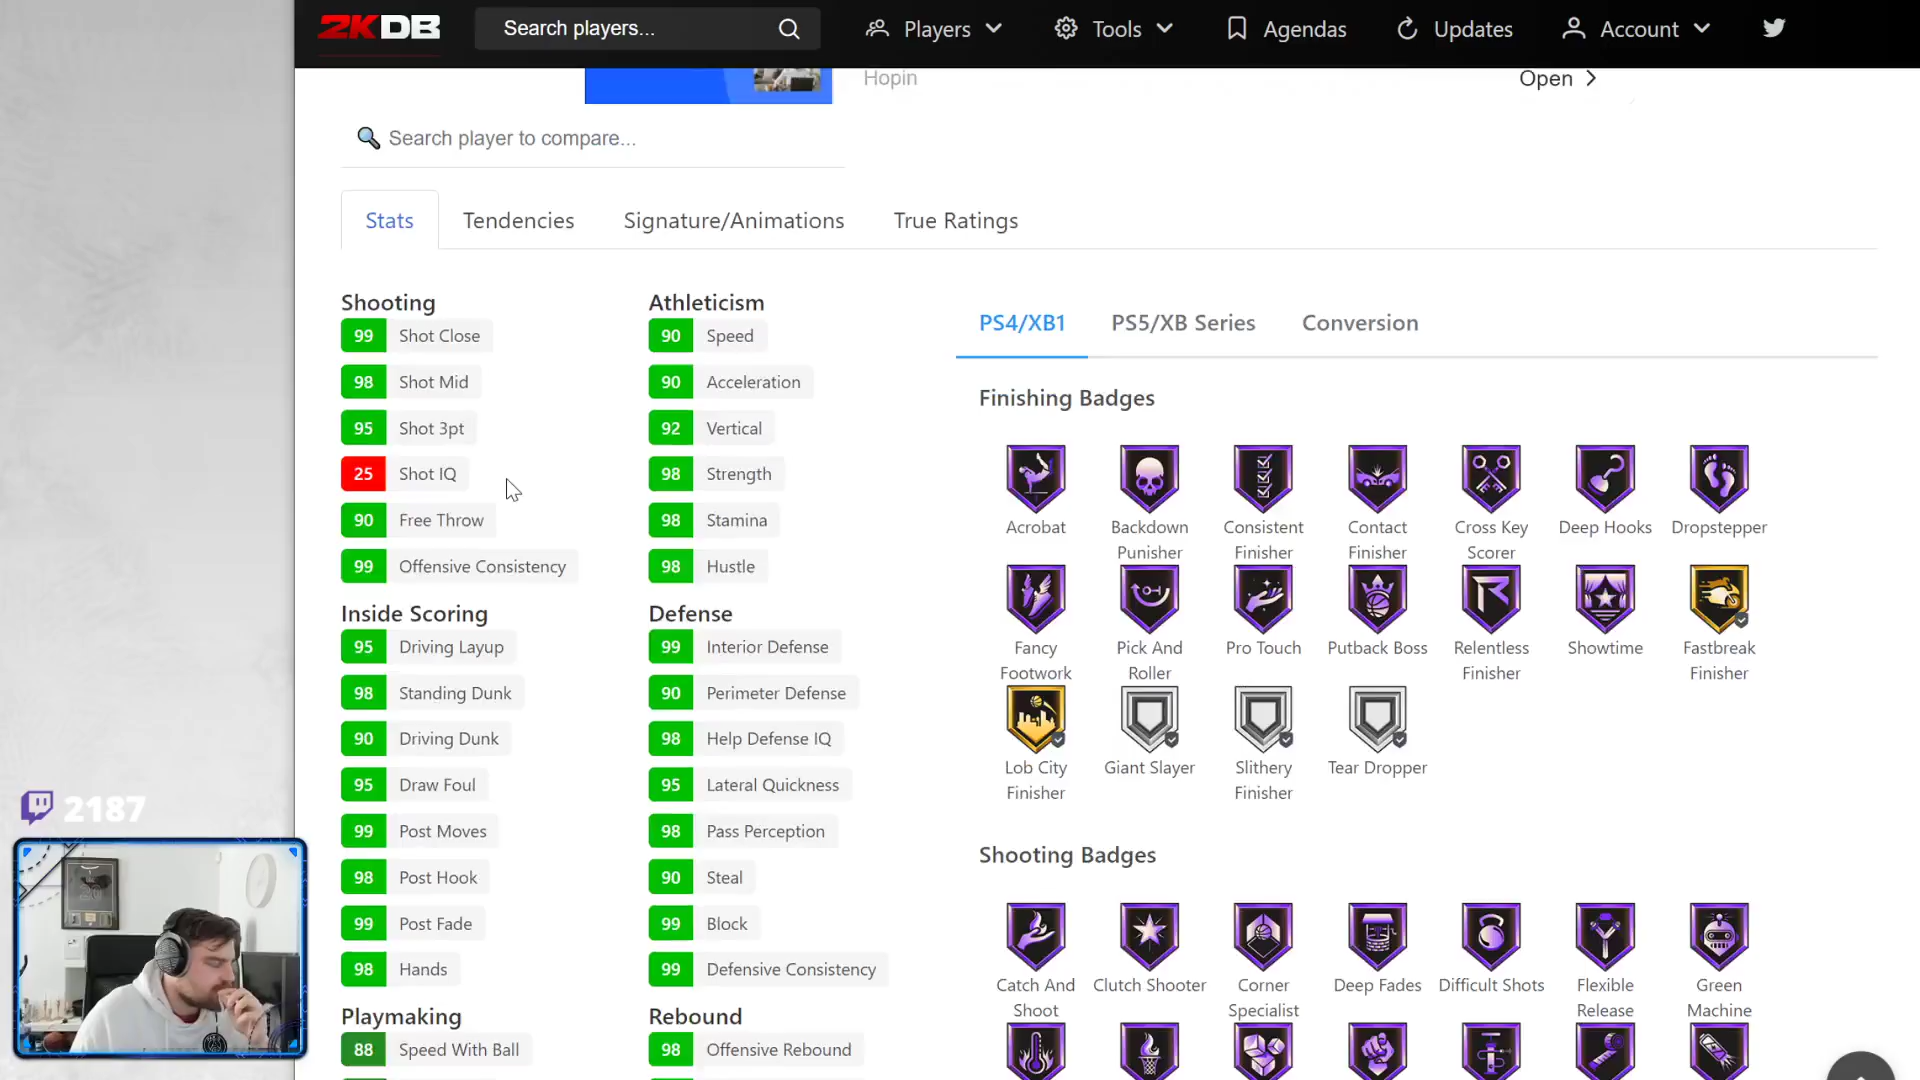 2KDB
Search players...
Players
Tools
Agendas
Updates
Account
Hopin
Open
Search player to compare...
Stats
Tendencies
Signature/Animations
True Ratings
Shooting
99 Shot Close
98 Shot Mid
95 Shot 3pt
25 Shot IQ
90 Free Throw
99 Offensive Consistency
Inside Scoring
95 Driving Layup
98 Standing Dunk
90 Driving Dunk
95 Draw Foul
99 Post Moves
98 Post Hook
99 Post Fade
98 Hands
Playmaking
88 Speed With Ball
Athleticism
90 Speed
90 Acceleration
92 Vertical
98 Strength
98 Stamina
98 Hustle
Defense
99 Interior Defense
90 Perimeter Defense
98 Help Defense IQ
95 Lateral Quickness
98 Pass Perception
90 Steal
99 Block
99 Defensive Consistency
Rebound
98 Offensive Rebound
PS4/XB1
PS5/XB Series
Conversion
Finishing Badges
Acrobat
Backdown
Punisher
Consistent
Finisher
Contact
Finisher
Cross Key
Scorer
Deep Hooks
Dropstepper
Fancy
Footwork
Pick And
Roller
Pro Touch
Putback Boss
Relentless
Finisher
Showtime
Fastbreak
Finisher
Lob City
Finisher
Giant Slayer
Slithery
Finisher
Tear Dropper
Shooting Badges
Catch And
Shoot
Clutch Shooter
Corner
Specialist
Deep Fades
Difficult Shots
Flexible
Release
Green
Machine
2187